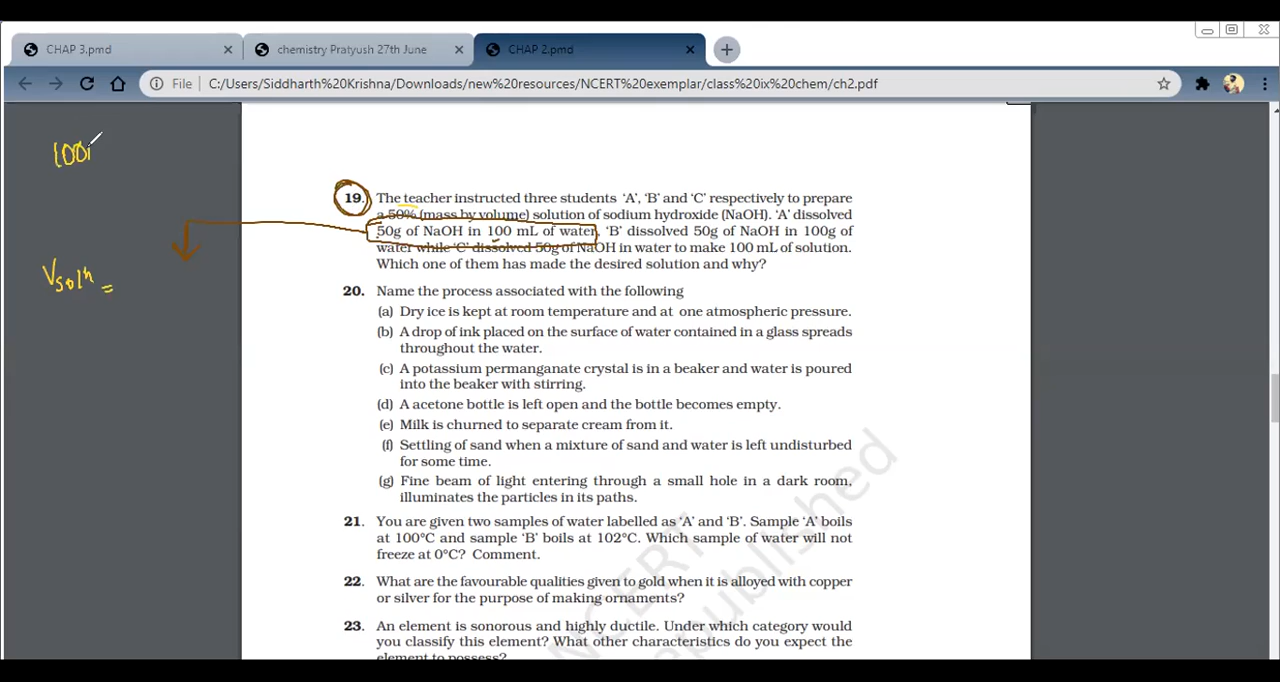 CHAP 3.pmd
chemistry Pratyush 27th June
CHAP 2.pmd
File
C:/Users/Siddharth%20Krishna/Downloads/new%20resources/NCERT%20exemplar/class%20ix%20chem/ch2.pdf
100
Vsoln =
19. The teacher instructed three students ‘A’, ‘B’ and ‘C’ respectively to prepare
a 50% (mass by volume) solution of sodium hydroxide (NaOH). ‘A’ dissolved
50g of NaOH in 100 mL of water, ‘B’ dissolved 50g of NaOH in 100g of
water while ‘C’ dissolved 50g of NaOH in water to make 100 mL of solution.
Which one of them has made the desired solution and why?
20. Name the process associated with the following
(a) Dry ice is kept at room temperature and at one atmospheric pressure.
(b) A drop of ink placed on the surface of water contained in a glass spreads
throughout the water.
(c) A potassium permanganate crystal is in a beaker and water is poured
into the beaker with stirring.
(d) A acetone bottle is left open and the bottle becomes empty.
(e) Milk is churned to separate cream from it.
(f) Settling of sand when a mixture of sand and water is left undisturbed
for some time.
(g) Fine beam of light entering through a small hole in a dark room,
illuminates the particles in its paths.
21. You are given two samples of water labelled as ‘A’ and ‘B’. Sample ‘A’ boils
at 100°C and sample ‘B’ boils at 102°C. Which sample of water will not
freeze at 0°C? Comment.
22. What are the favourable qualities given to gold when it is alloyed with copper
or silver for the purpose of making ornaments?
23. An element is sonorous and highly ductile. Under which category would
you classify this element? What other characteristics do you expect the
element to possess?
NCERT
republished